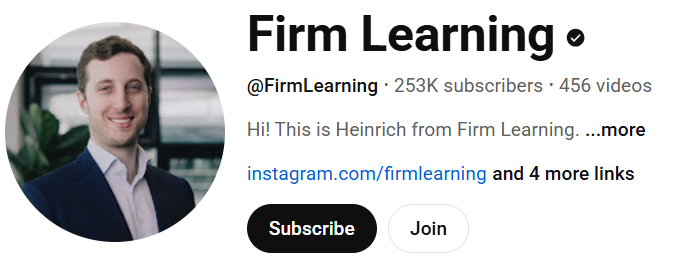 Firm Learning
@FirmLearning · 253K subscribers · 456 videos
Hi! This is Heinrich from Firm Learning. ...more
instagram.com/firmlearning and 4 more links
Subscribe Join